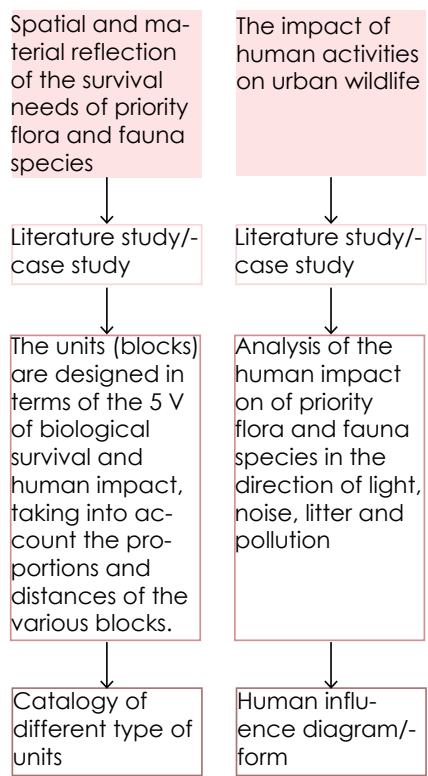 Spatial and ma-
terial reflection
of the survival
needs of priority
flora and fauna
species
The impact of
human activities
on urban wildlife
Literature study/-
case study
Literature study/-
case study
The units (blocks)
are designed in
terms of the 5 V
of biological
survival and
human impact,
taking into ac-
count the pro-
portions and
distances of the
various blocks.
Analysis of the
human impact
on of priority
flora and fauna
species in the
direction of light,
noise, litter and
pollution
Catalogy of
different type of
units
Human influ-
ence diagram/-
form